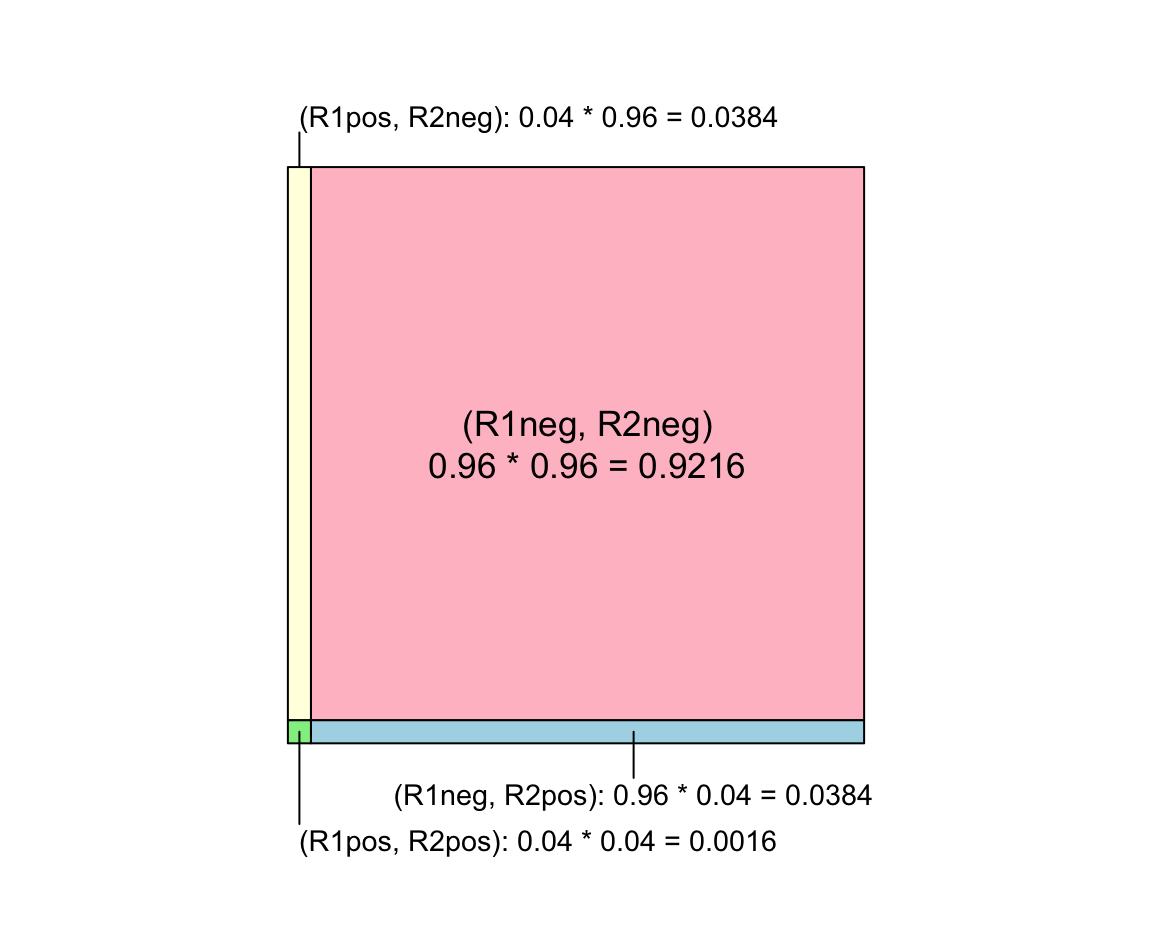 (R1pos, R2neg): 0.04 * 0.96 = 0.0384
(R1neg, R2neg)
0.96 * 0.96 = 0.9216
(R1neg, R2pos): 0.96 * 0.04 = 0.0384
(R1pos, R2pos): 0.04 * 0.04 = 0.0016